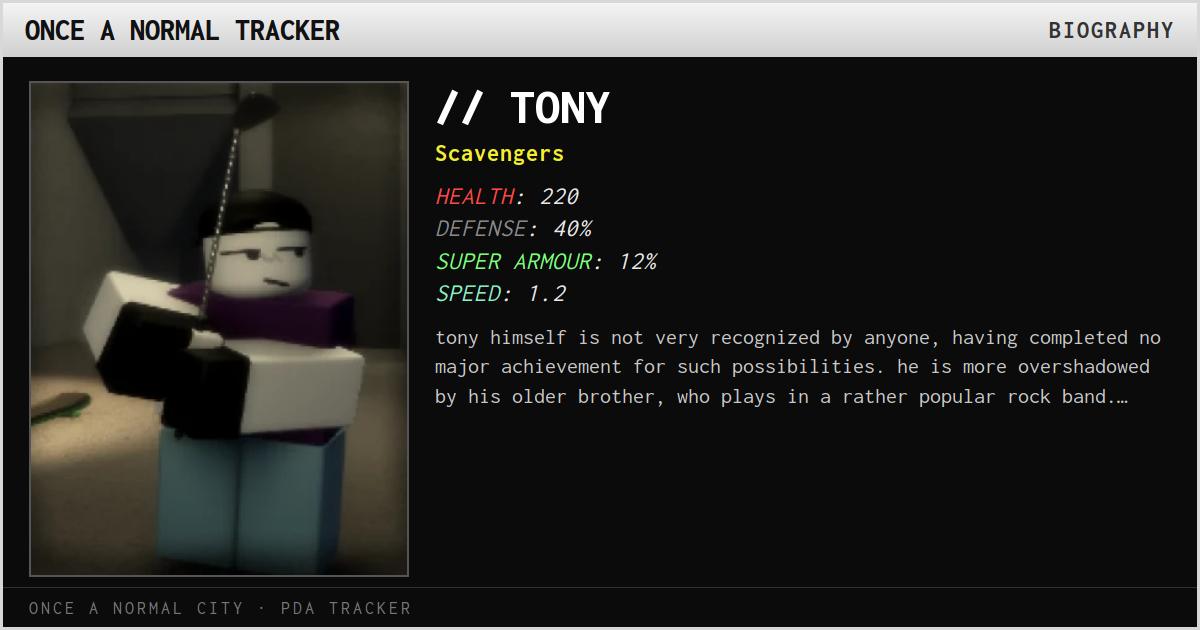 ONCE A NORMAL TRACKER
BIOGRAPHY
// TONY
Scavengers
HEALTH: 220
DEFENSE: 40%
SUPER ARMOUR: 12%
SPEED: 1.2
tony himself is not very recognized by anyone, having completed no
major achievement for such possibilities. he is more overshadowed
by his older brother, who plays in a rather popular rock band.…
ONCE A NORMAL CITY · PDA TRACKER